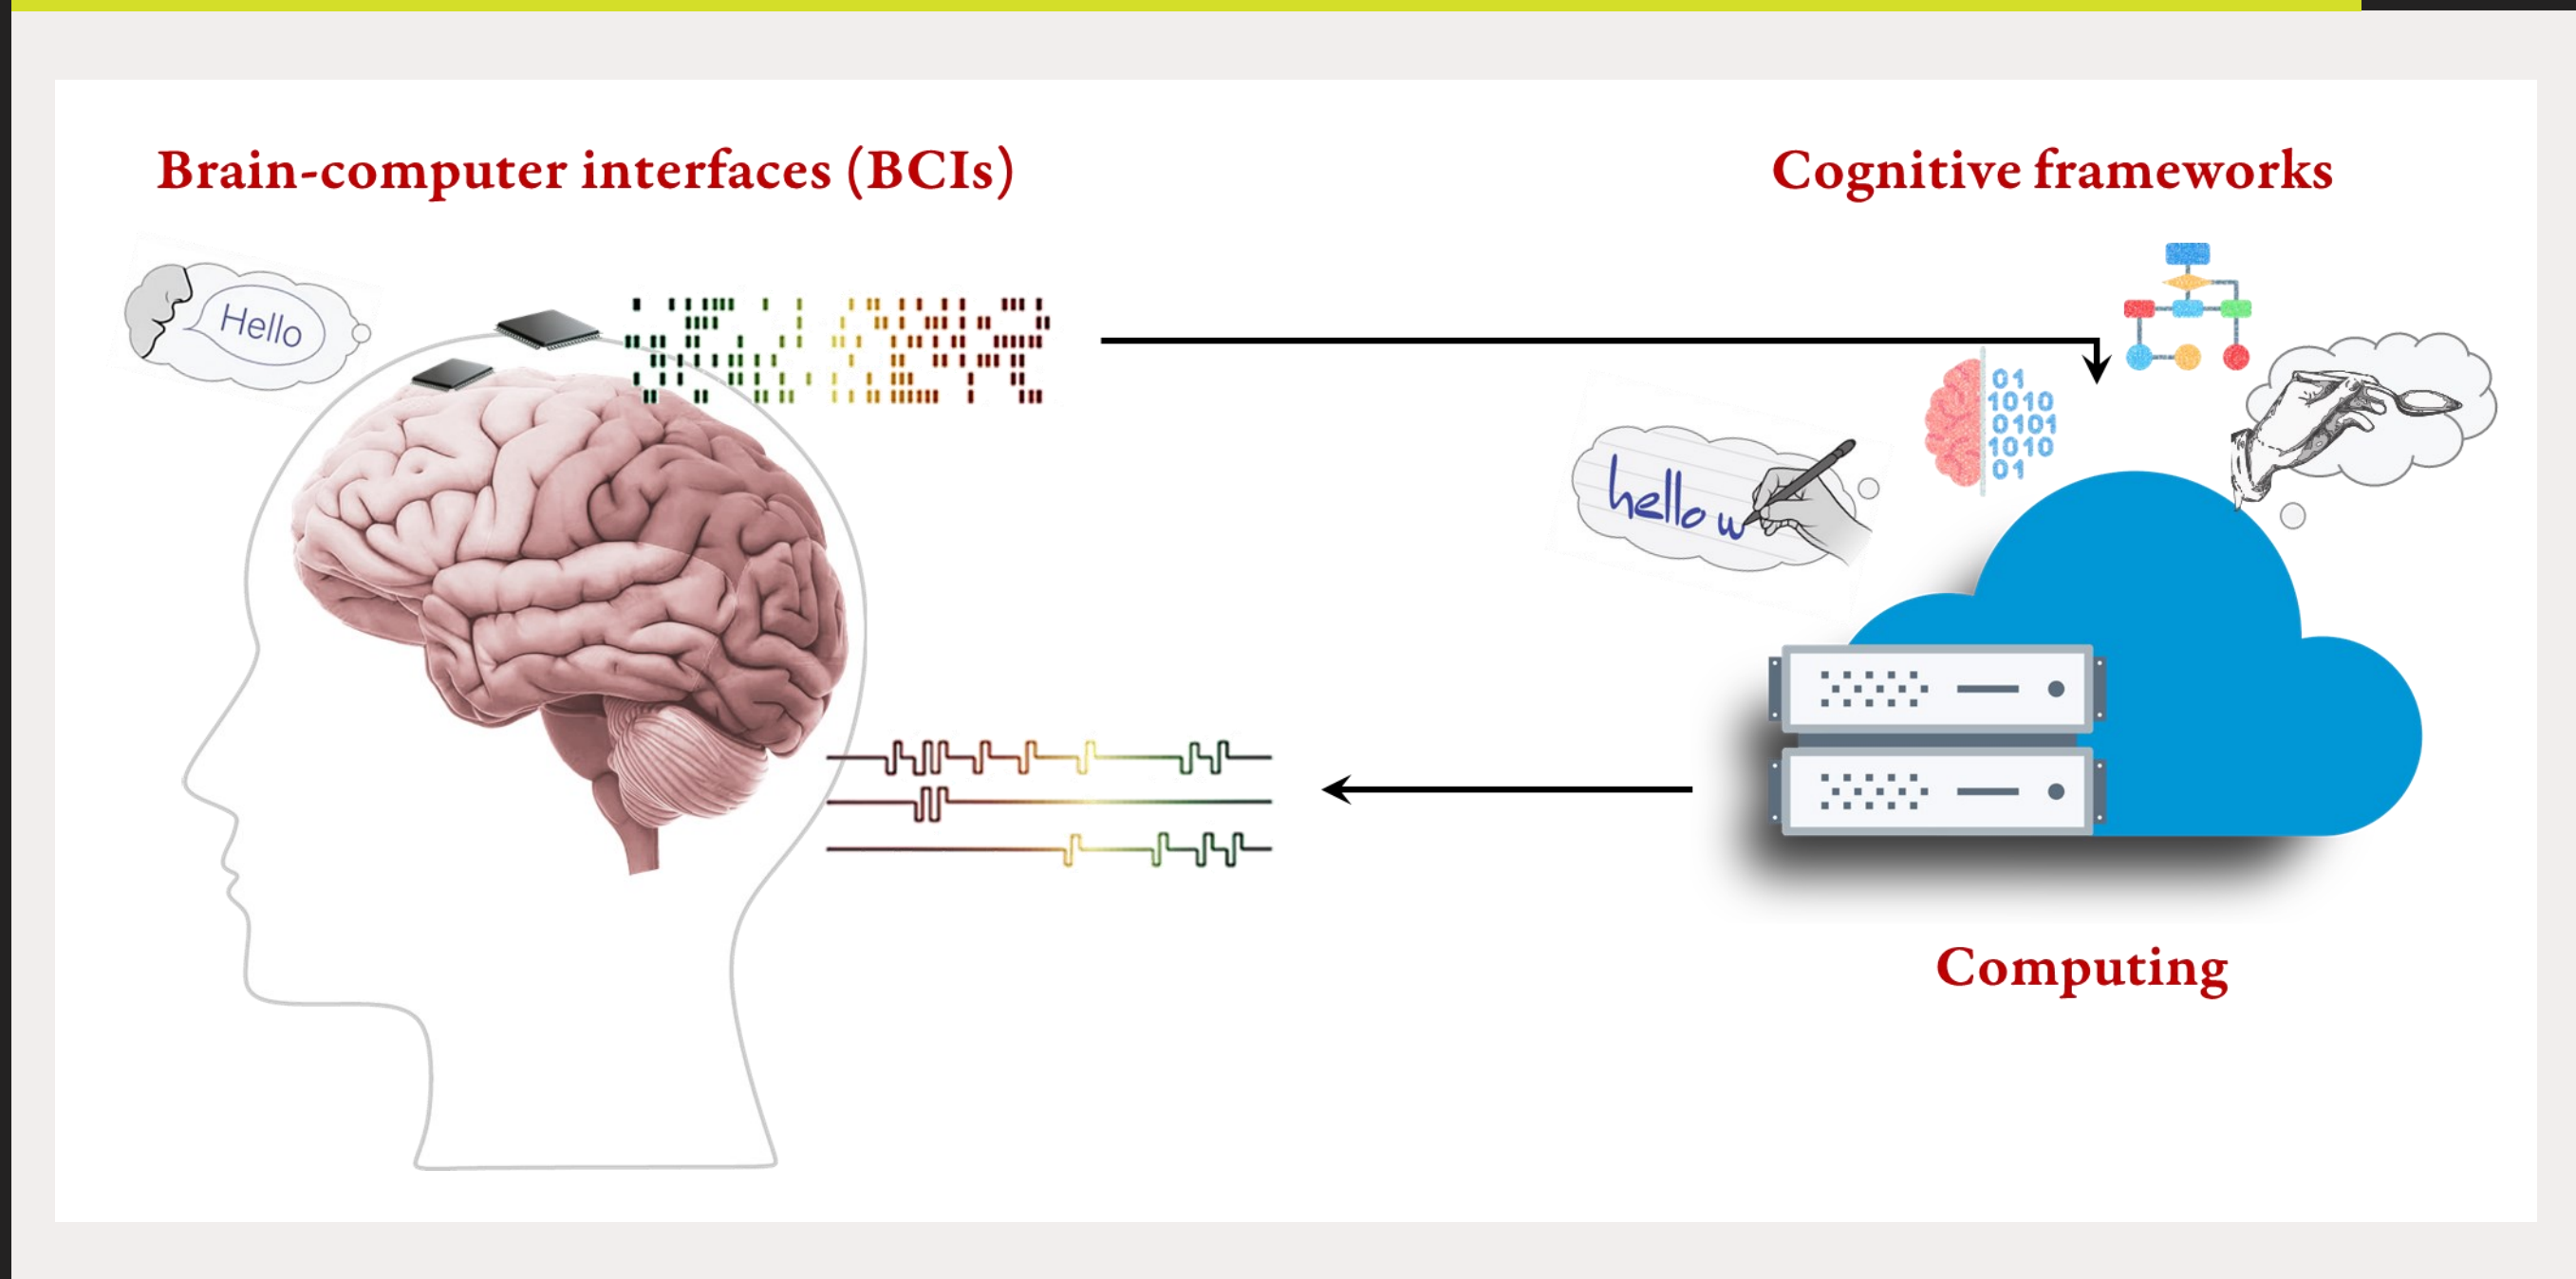 Brain-computer interfaces (BCIs)
Cognitive frameworks
Hello
01
1010
0101
1010
01
hello w
Computing